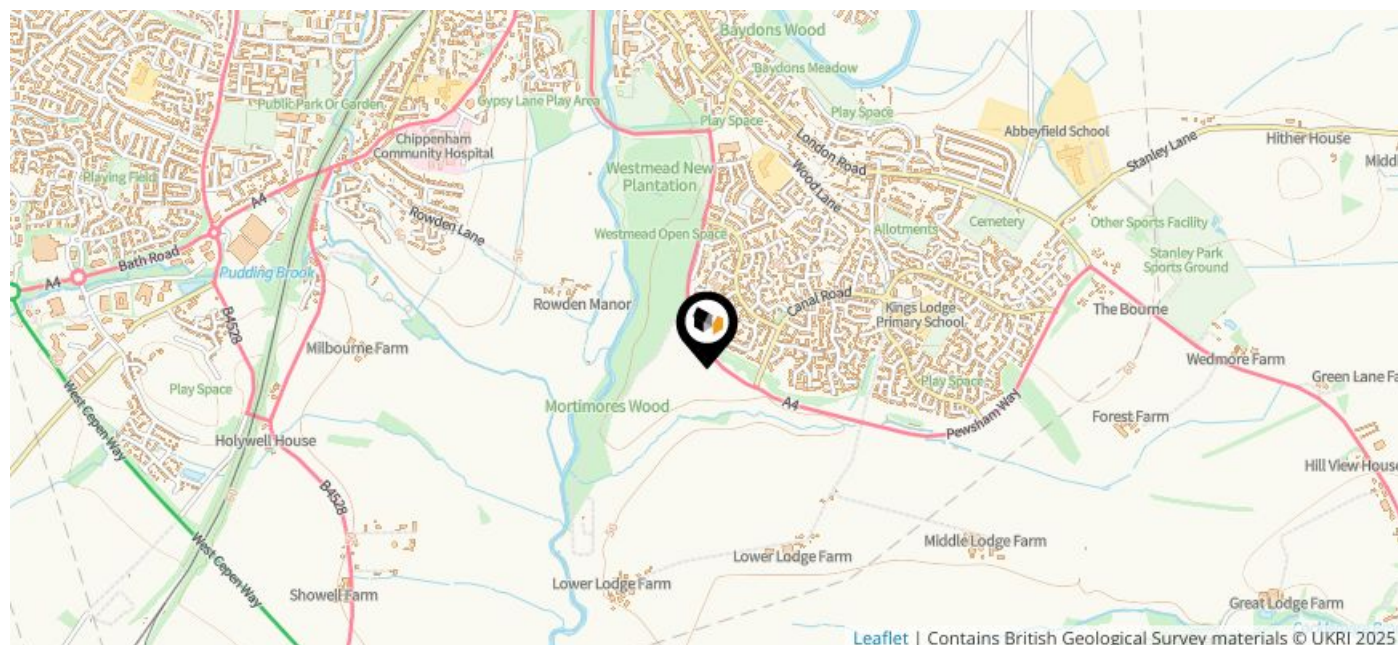 Baydons Wood
Baydons Meadow
Play Space
Public Park Or Garden
Gypsy Lane Play Area
Play Space
Chippenham
Community Hospital
London Road
Abbeyfield School
Stanley Lane
Hither House
Westmead New
Plantation
Wood Lane
Playing Field
A4
Rowden Lane
60
Westmead Open Space
Allotments
Cemetery
Other Sports Facility
Stanley Park
Sports Ground
Bath Road
A4
Pudding Brook
Rowden Manor
Canal Road
Kings Lodge
Primary School
The Bourne
B4528
Milbourne Farm
Wedmore Farm
Play Space
Play Space
Green Lane Fa
West Cepen Way
Mortimores Wood
A4
Pewsham Way
Forest Farm
Holywell House
Hill View House
B4528
60
50
50
West Cepen Way
Lower Lodge Farm
Middle Lodge Farm
Lower Lodge Farm
Showell Farm
Great Lodge Farm
Leaflet | Contains British Geological Survey materials © UKRI 2025